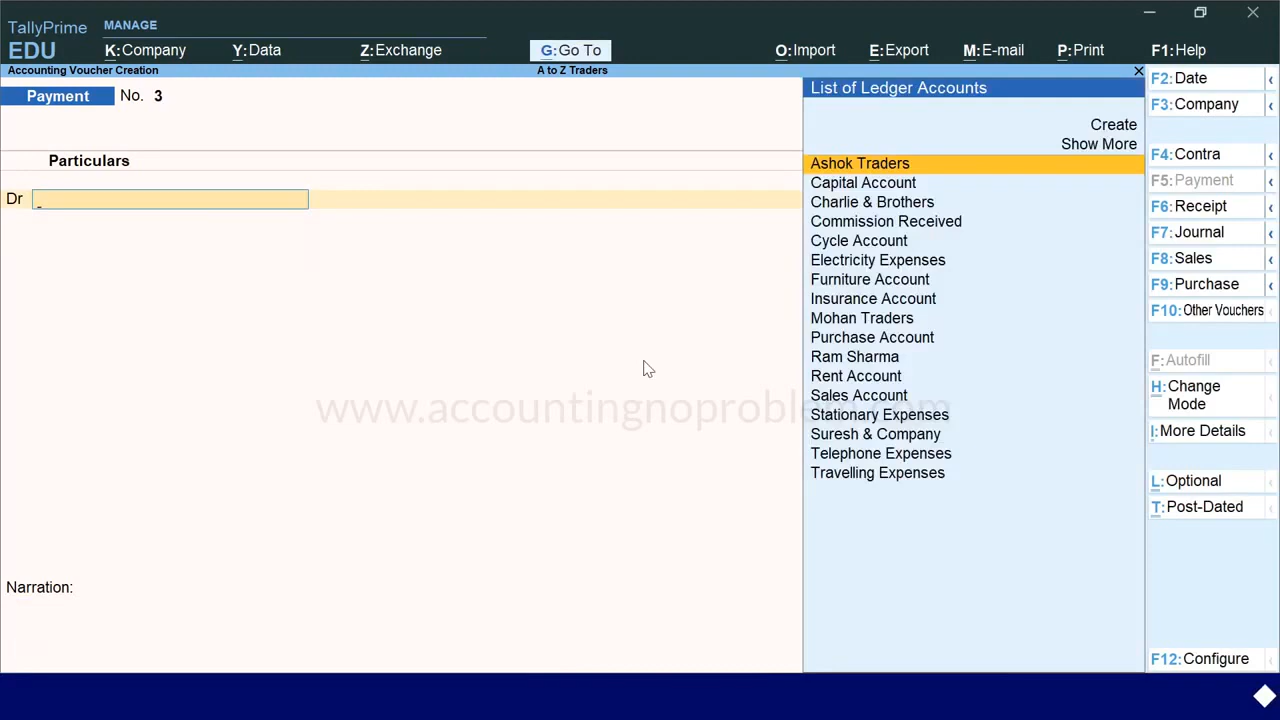 TallyPrime
MANAGE
EDU
K:Company
Y:Data
Z:Exchange
G:Go To
O:Import
E:Export
M:E-mail
P:Print
F1:Help
Accounting Voucher Creation
A to Z Traders
Payment No. 3
Particulars
Dr
Narration:
List of Ledger Accounts
Create
Show More
Ashok Traders
Capital Account
Charlie & Brothers
Commission Received
Cycle Account
Electricity Expenses
Furniture Account
Insurance Account
Mohan Traders
Purchase Account
Ram Sharma
Rent Account
Sales Account
Stationary Expenses
Suresh & Company
Telephone Expenses
Travelling Expenses
www.accountingnoproblem.com
F2:Date
F3:Company
F4:Contra
F5:Payment
F6:Receipt
F7:Journal
F8:Sales
F9:Purchase
F10:Other Vouchers
F:Autofill
H:Change
Mode
I:More Details
L:Optional
T:Post-Dated
F12:Configure